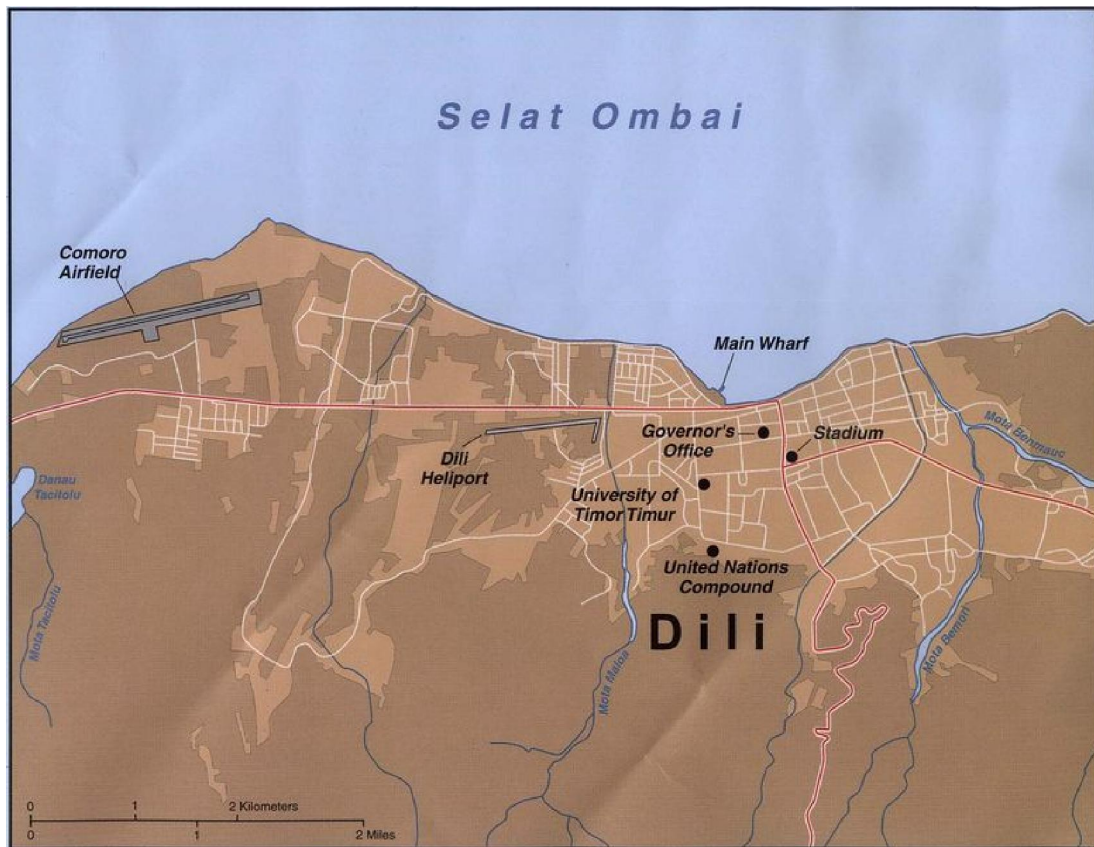 Selat Ombai
Comoro
Airfield
Main Wharf
Governor's
Office
Stadium
Mota Benmauc
Dili
Heliport
Danau
Tacitolu
University of
Timor Timur
United Nations
Compound
Dili
Mota Tacitolu
Mota Maloa
Mota Bemori
0 1 2 Kilometers
0 1 2 Miles